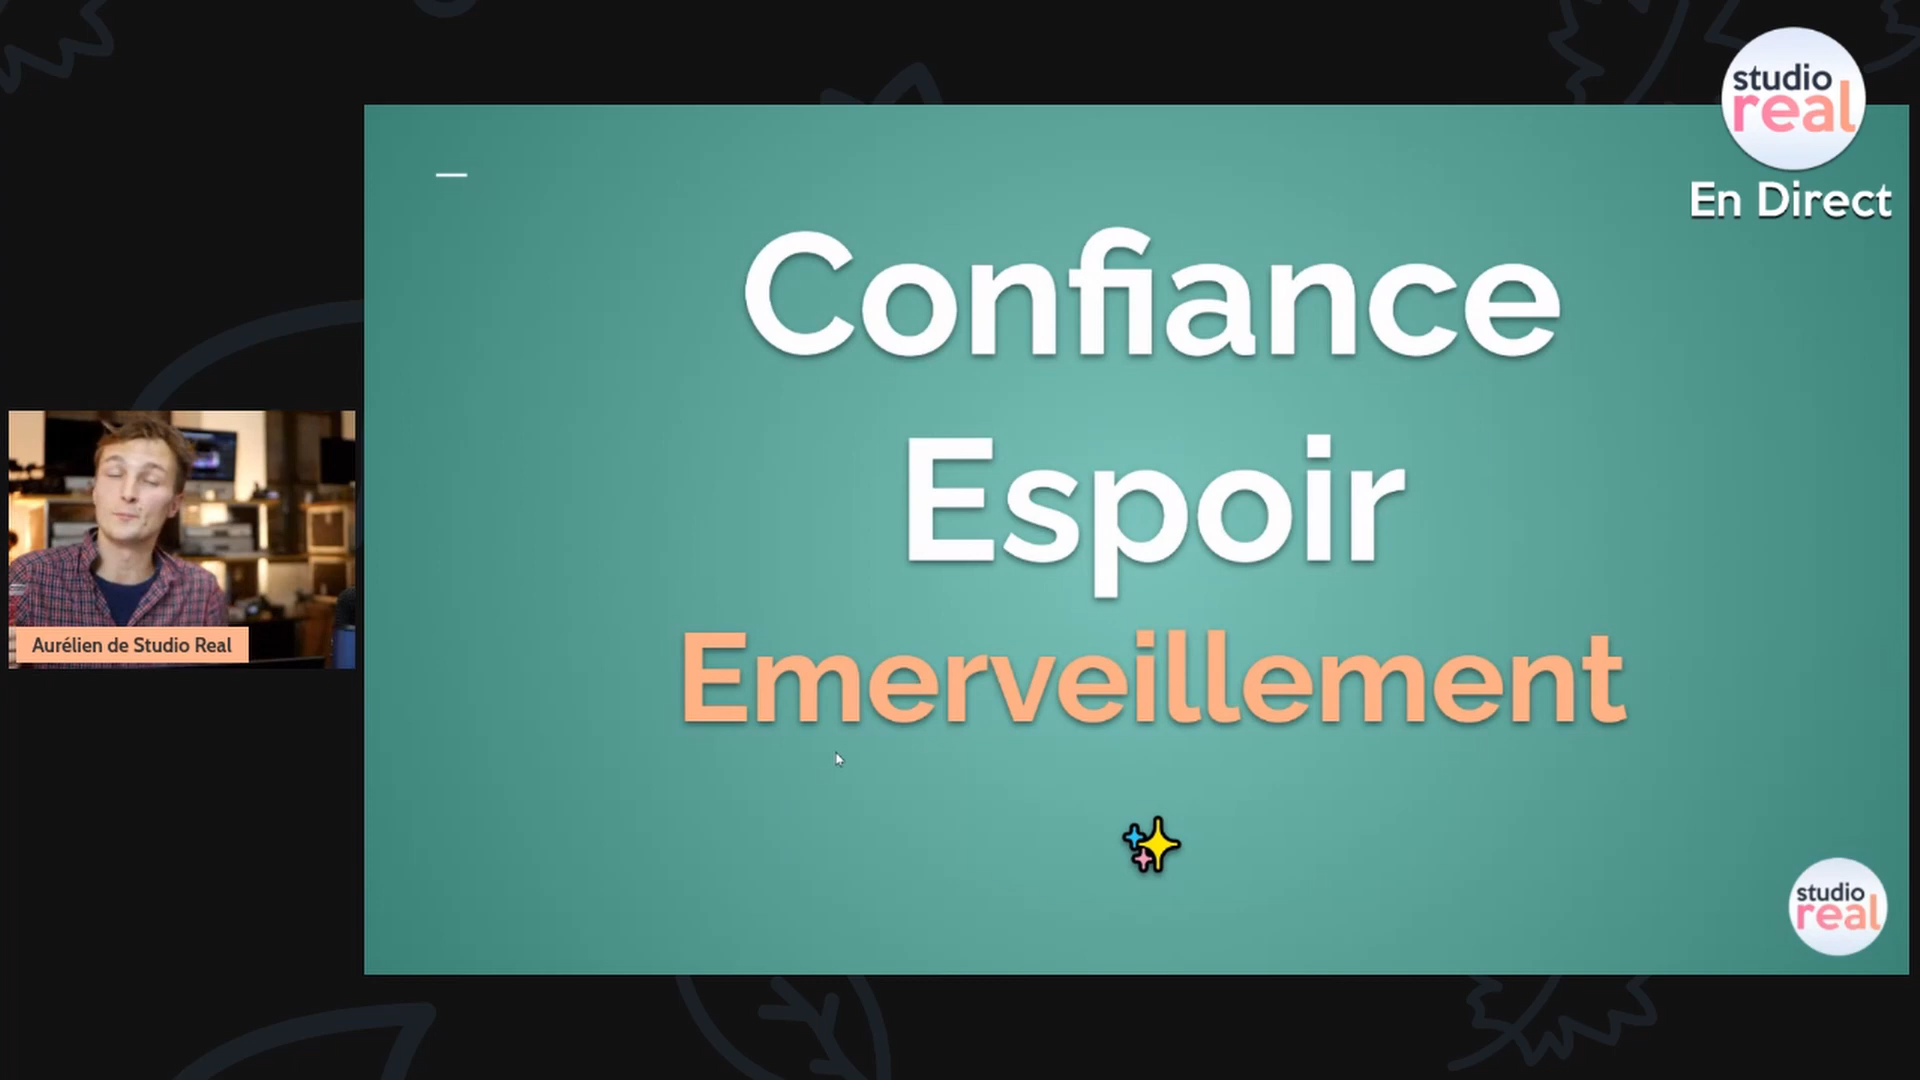 studio
real
En Direct
Confiance
Espoir
Emerveillement
Aurélien de Studio Real
studio
real